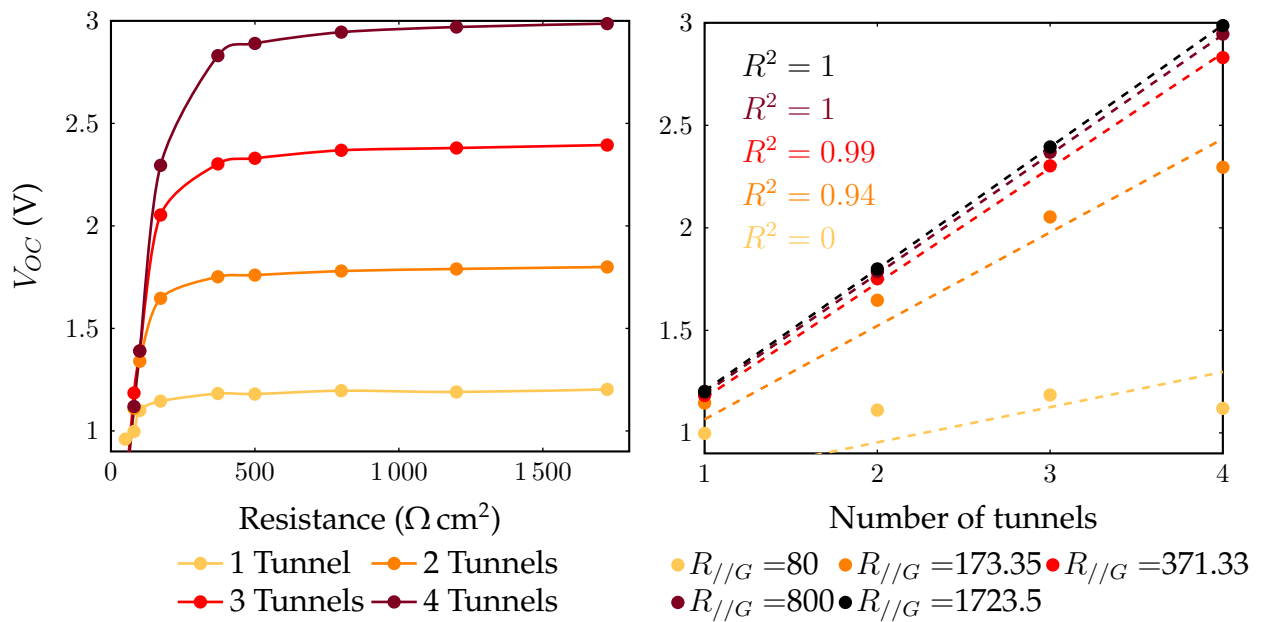 3
2.5
2
1.5
1
V_OC (V)
0 500 1 000 1 500
Resistance (Ω cm²)
1 Tunnel 2 Tunnels
3 Tunnels 4 Tunnels
3
2.5
2
1.5
1
R² = 1
R² = 1
R² = 0.99
R² = 0.94
R² = 0
1 2 3 4
Number of tunnels
R_//G =80 R_//G =173.35 R_//G =371.33
R_//G =800 R_//G =1723.5